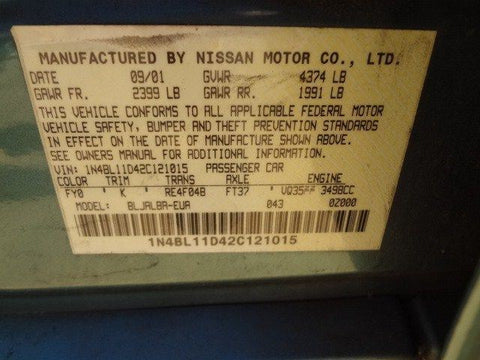 MANUFACTURED BY NISSAN MOTOR CO., LTD.
DATE 09/01 GVWR 4374 LB
GAWR FR. 2399 LB GAWR RR. 1991 LB
THIS VEHICLE CONFORMS TO ALL APPLICABLE FEDERAL MOTOR
VEHICLE SAFETY, BUMPER AND THEFT PREVENTION STANDARDS
IN EFFECT ON THE DATE OF MANUFACTURE SHOWN ABOVE.
SEE OWNERS MANUAL FOR ADDITIONAL INFORMATION
VIN: 1N4BL11D42C121015 PASSENGER CAR
COLOR TRIM TRANS AXLE ENGINE
FY0 K RE4F04B FT37 VQ35** 3498CC
MODEL BLJALBA-EUA 043 0Z000
1N4BL11D42C121015